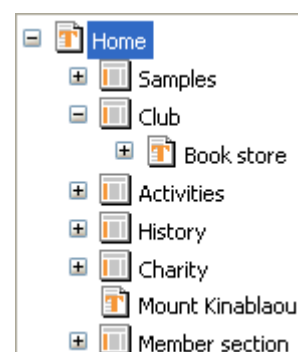 Home
Samples
Club
Book store
Activities
History
Charity
Mount Kinablaou
Member section